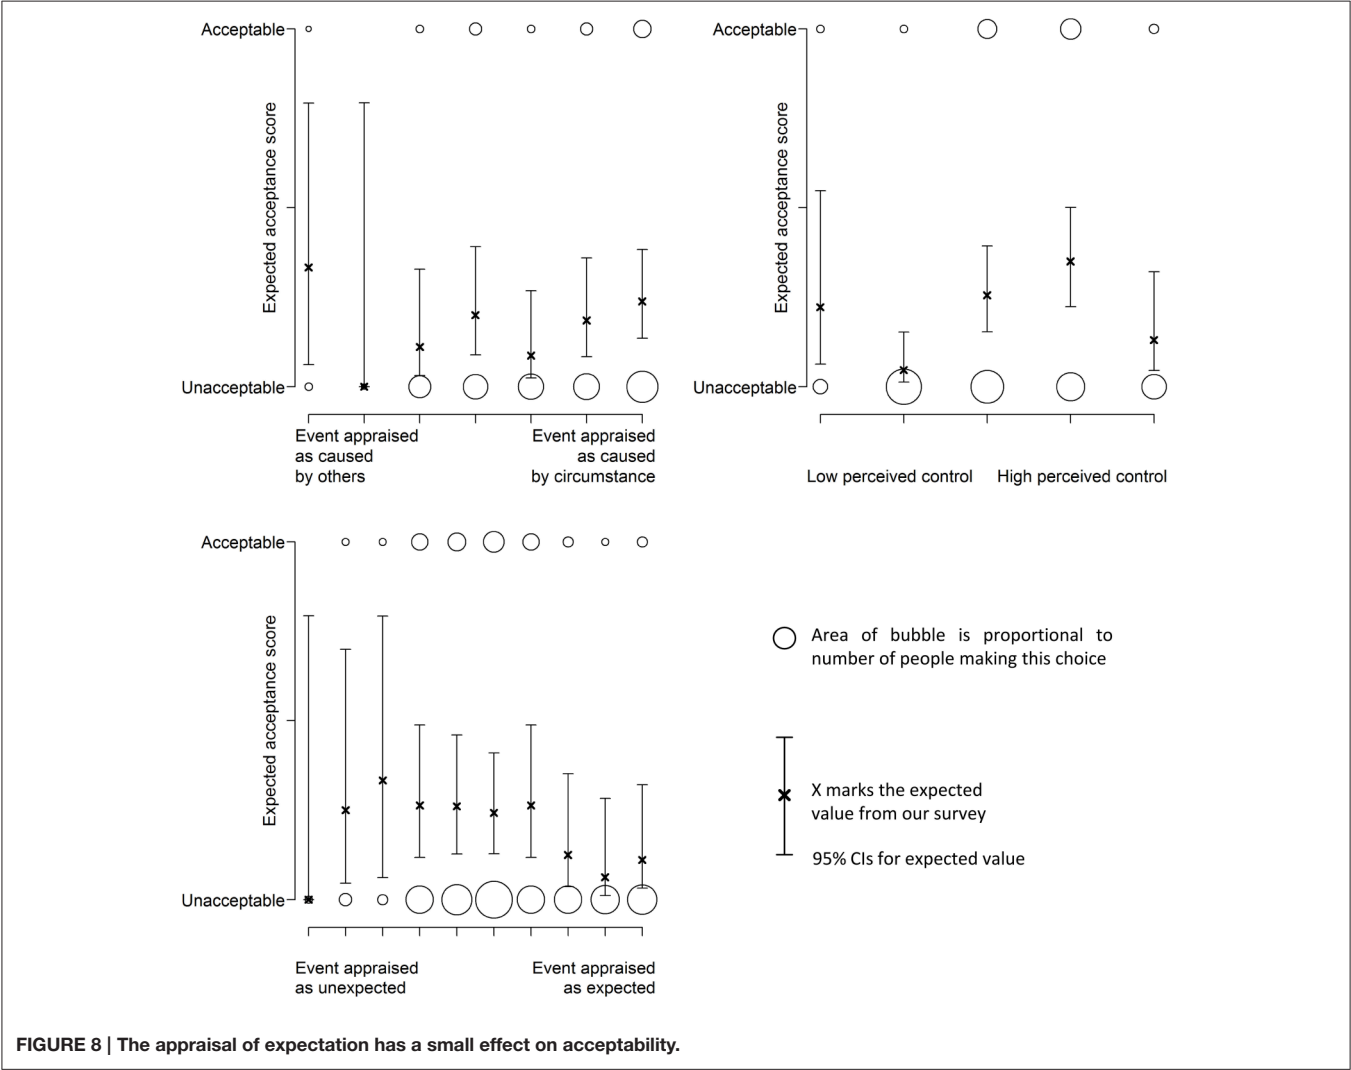 Acceptable
Expected acceptance score
Unacceptable
Event appraised
as caused
by others
Event appraised
as caused
by circumstance
Acceptable
Expected acceptance score
Unacceptable
Low perceived control
High perceived control
Acceptable
Expected acceptance score
Unacceptable
Event appraised
as unexpected
Event appraised
as expected
Area of bubble is proportional to
number of people making this choice
X marks the expected
value from our survey
95% CIs for expected value
FIGURE 8 | The appraisal of expectation has a small effect on acceptability.